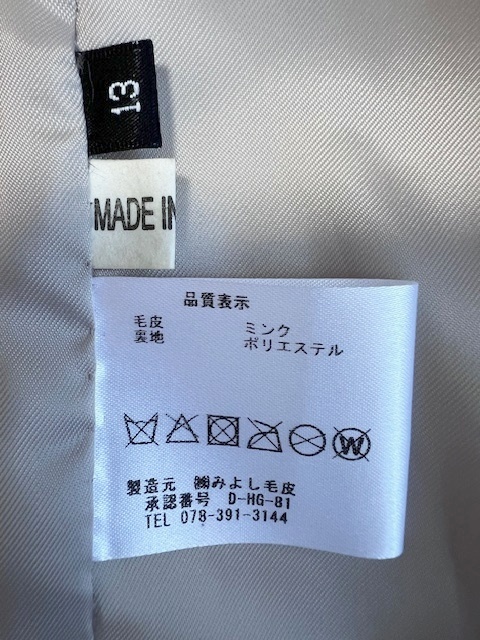 13
MADE IN
品質表示
毛皮 ミンク
裏地 ポリエステル
W
製造元 ㈱みよし毛皮
承認番号 D-HG-81
TEL 078-391-3144